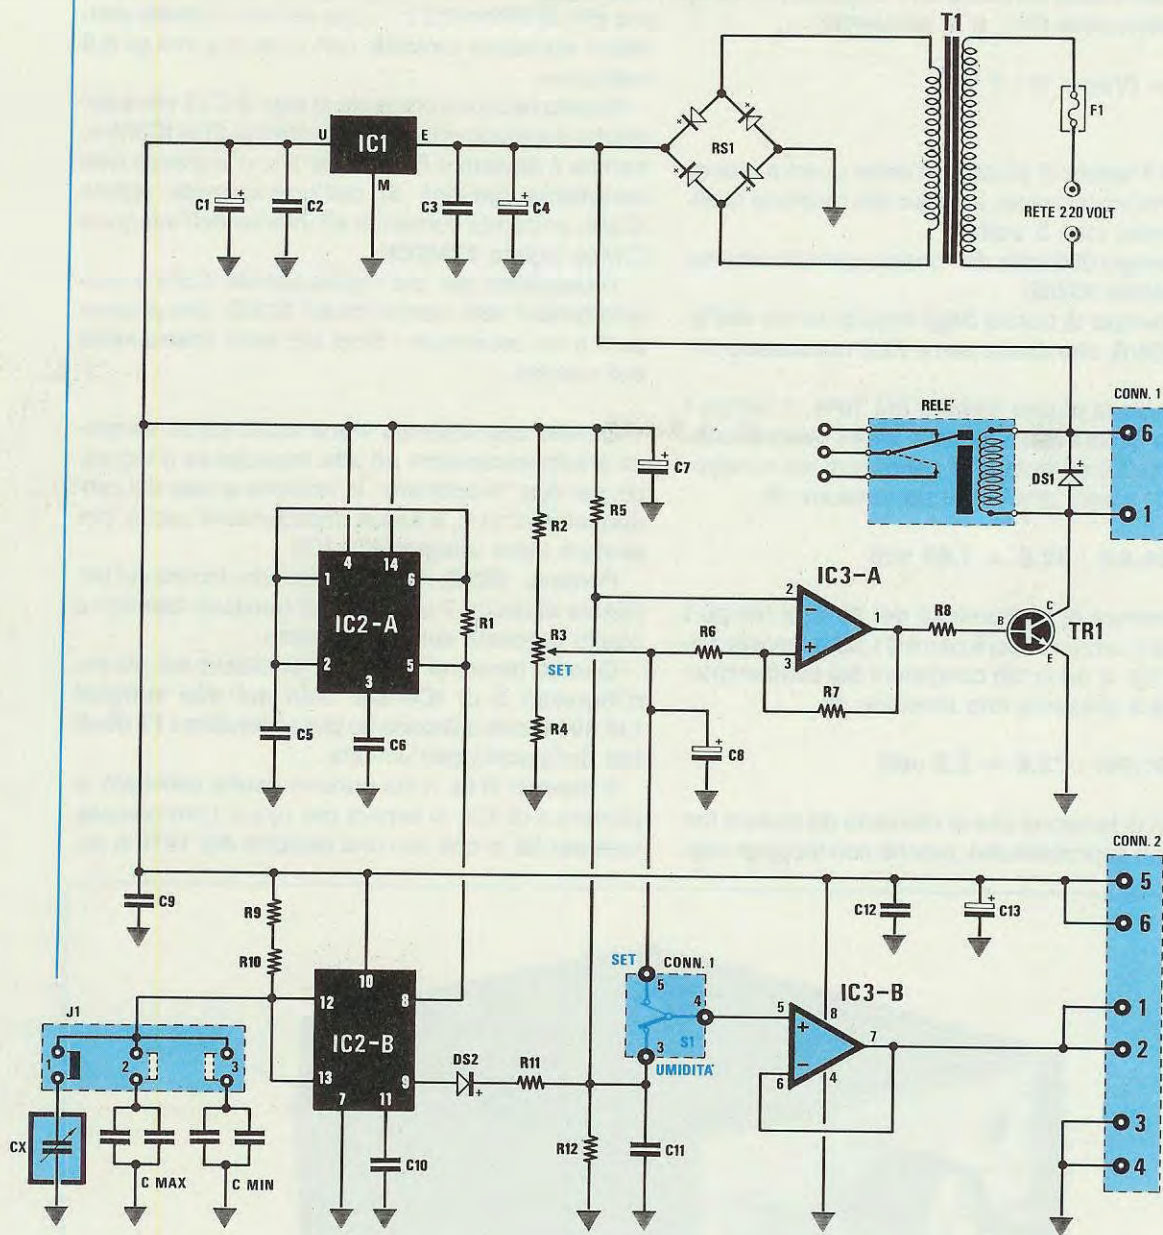 T1
F1
RETE 220 VOLT
RS1
U
IC1
E
M
C1
C2
C3
C4
CONN. 1
RELE'
6
DS1
1
C7
R2
R5
4
14
1
6
IC2-A
R1
2
5
3
C5
C6
R3
SET
R4
IC3-A
2
1
3
R6
R7
R8
B
C
E
TR1
C8
CONN. 2
5
6
C9
R9
R10
C12
C13
SET
CONN. 1
5
4
S1
3
UMIDITA'
IC3-B
5
8
7
6
4
1
2
3
4
J1
1
2
3
10
12
8
IC2-B
13
9
7
11
DS2
R11
R12
C11
C10
CX
C MAX
C MIN